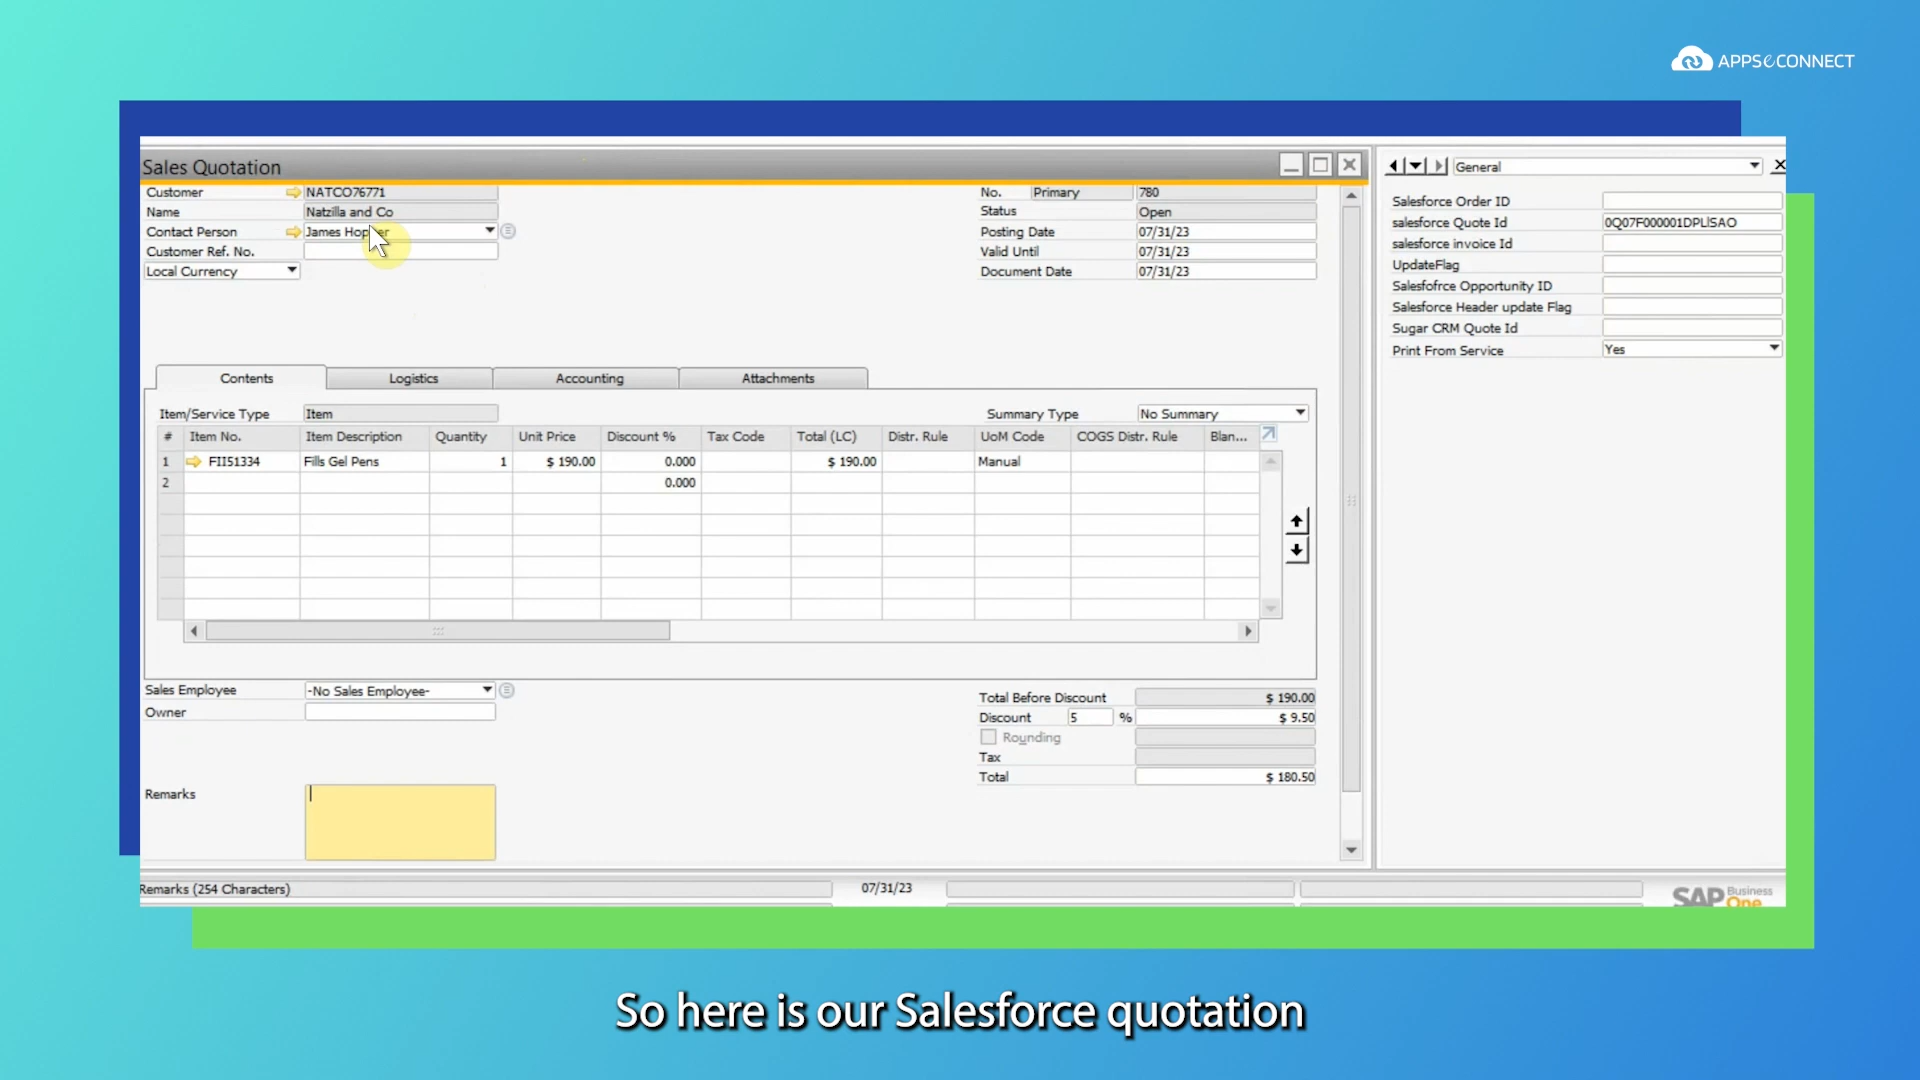 APPSeCONNECT
Sales Quotation
Customer NATCO76771
Name Natzilla and Co
Contact Person James Hopper
Customer Ref. No.
Local Currency
No. Primary 780
Status Open
Posting Date 07/31/23
Valid Until 07/31/23
Document Date 07/31/23
General
Salesforce Order ID
salesforce Quote Id 0Q07F000001DPLlSAO
salesforce invoice Id
UpdateFlag
Salesfofrce Opportunity ID
Salesforce Header update Flag
Sugar CRM Quote Id
Print From Service Yes
Contents Logistics Accounting Attachments
Item/Service Type Item
Summary Type No Summary
# Item No. Item Description Quantity Unit Price Discount % Tax Code Total (LC) Distr. Rule UoM Code COGS Distr. Rule Blan...
1 FII51334 Fills Gel Pens 1 $ 190.00 0.000 $ 190.00 Manual
2 0.000
Sales Employee -No Sales Employee-
Owner
Total Before Discount $ 190.00
Discount 5 % $ 9.50
Rounding
Tax
Total $ 180.50
Remarks
Remarks (254 Characters) 07/31/23
SAP Business One
So here is our Salesforce quotation